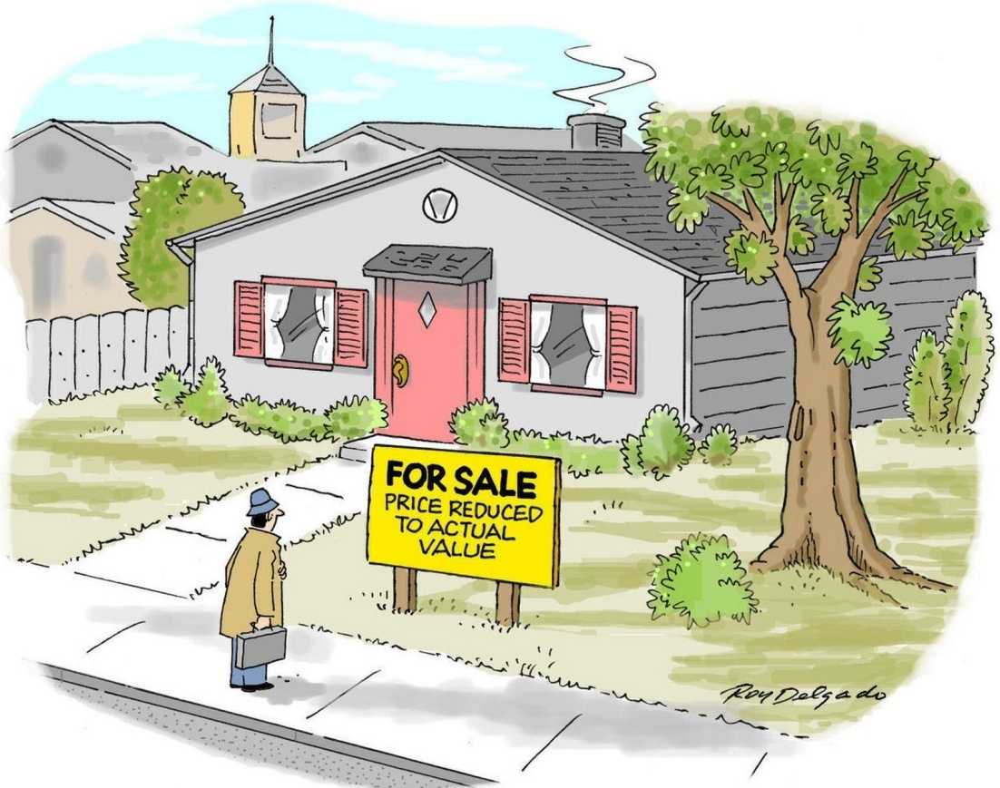 FOR SALE
PRICE REDUCED
TO ACTUAL
VALUE
Roy Delgado